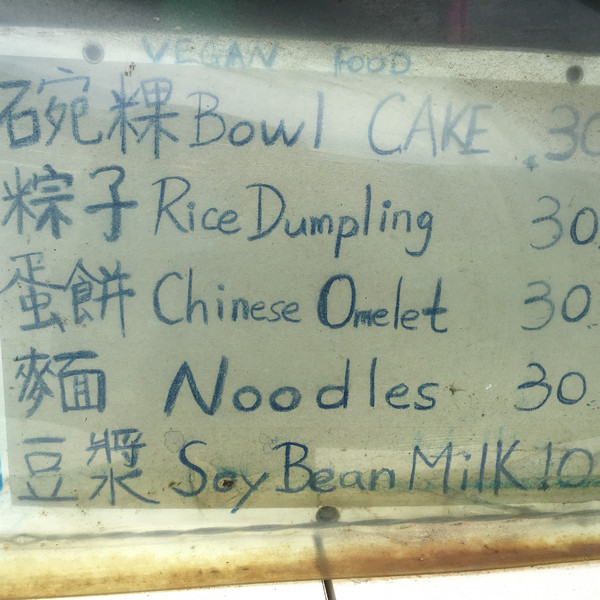 VEGAN FOOD
碗粿 Bowl CAKE 30
粽子 Rice Dumpling 30
蛋餅 Chinese Omelet 30
麵 Noodles 30
豆漿 Soy Bean Milk 10